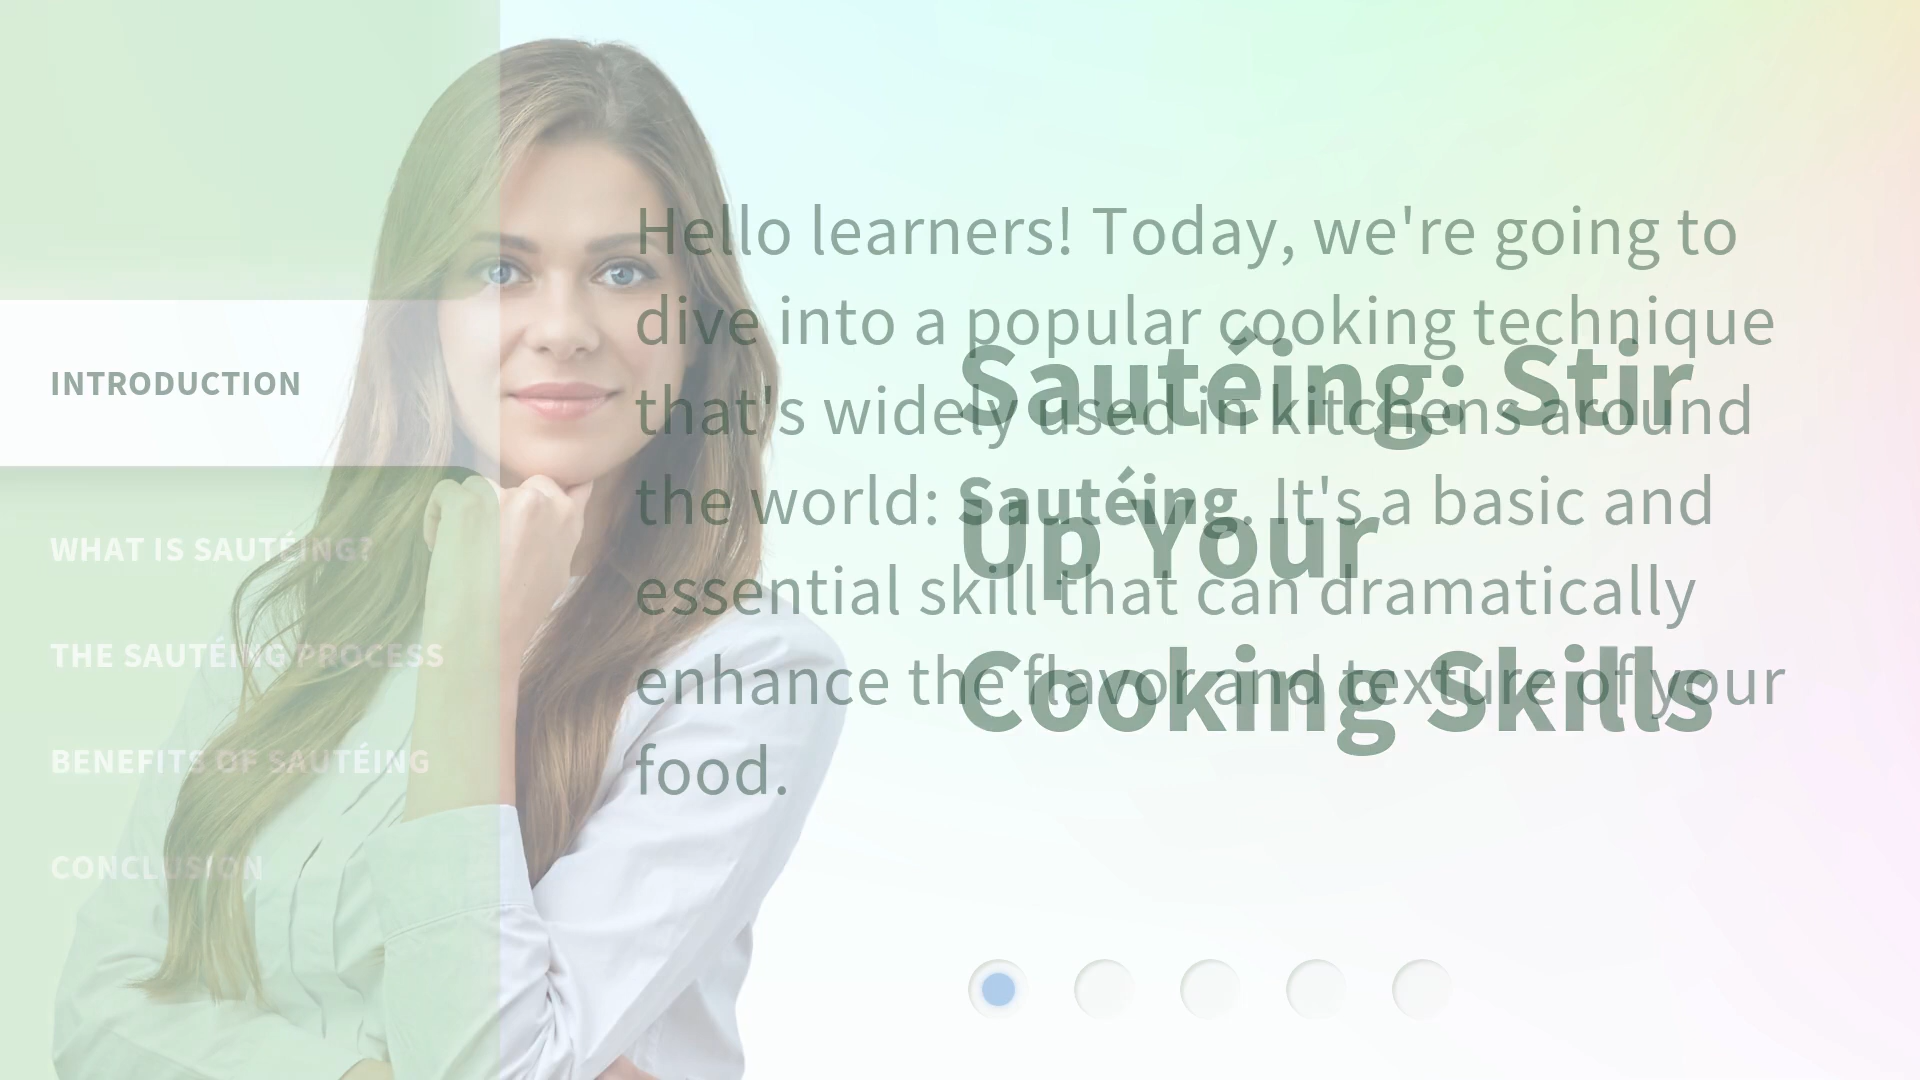 INTRODUCTION
WHAT IS SAUTÉING?
THE SAUTÉING PROCESS
BENEFITS OF SAUTÉING
CONCLUSION
Hello learners! Today, we're going to
dive into a popular cooking technique
that's widely used in kitchens around
the world: Sautéing. It's a basic and
essential skill that can dramatically
enhance the flavor and texture of your
food.
Sautéing: Stir
Up Your
Cooking Skills